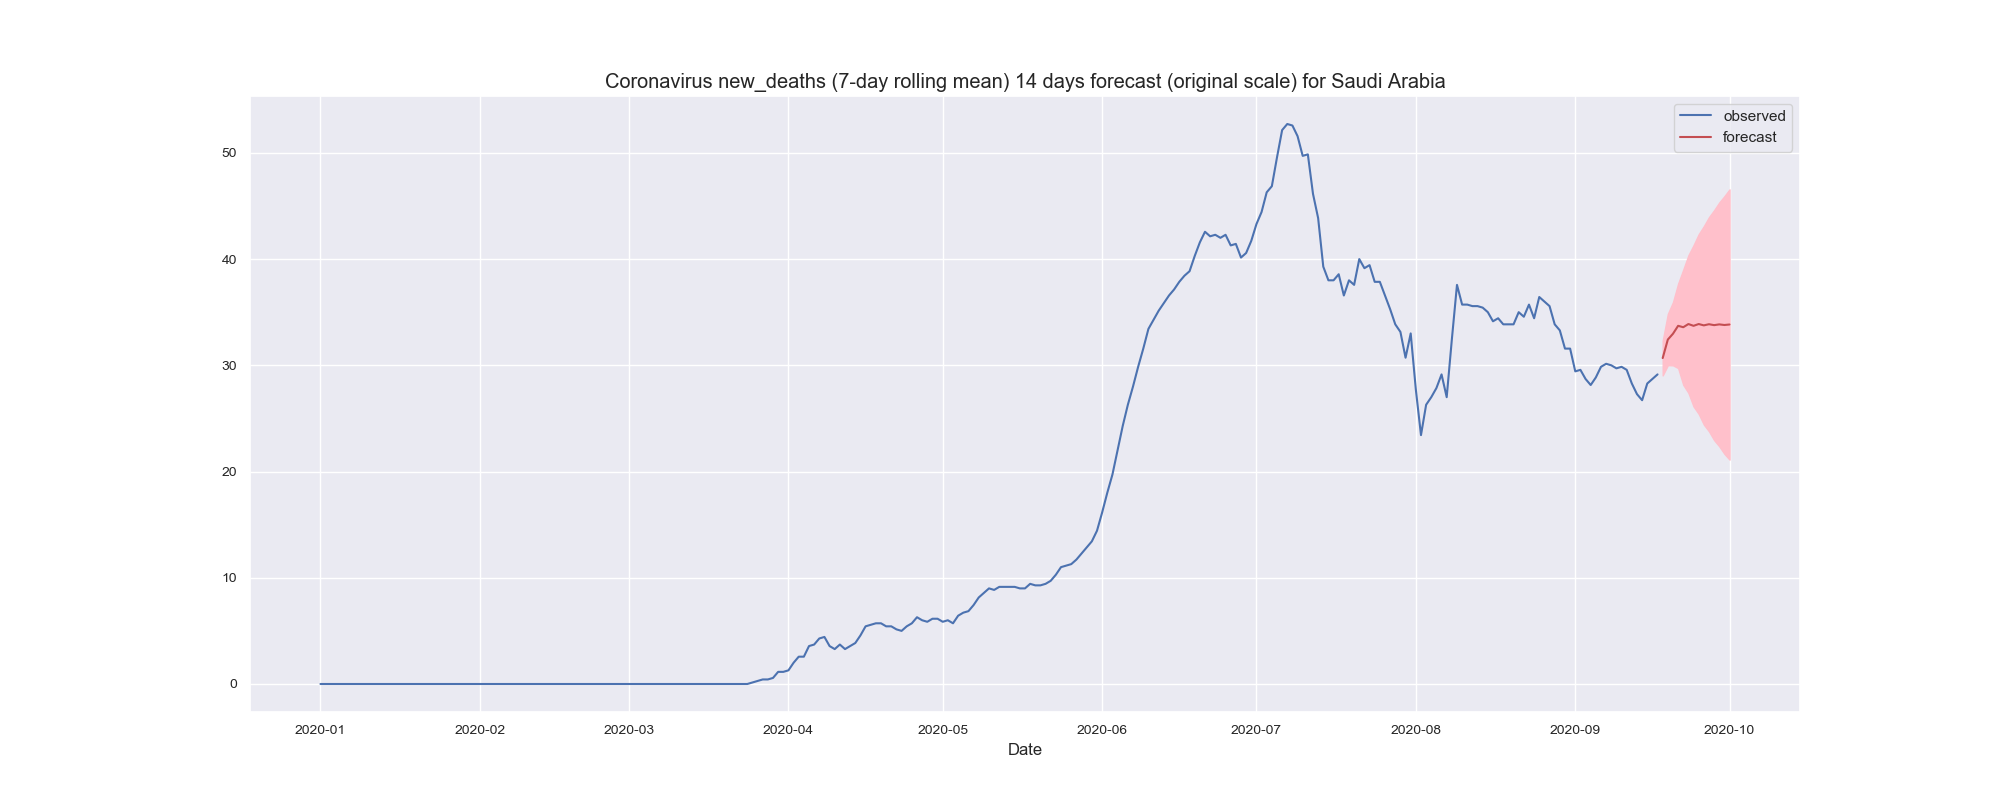 Coronavirus new_deaths (7-day rolling mean) 14 days forecast (original scale) for Saudi Arabia
observed
forecast
50
40
30
20
10
0
2020-01 2020-02 2020-03 2020-04 2020-05 2020-06 2020-07 2020-08 2020-09 2020-10
Date